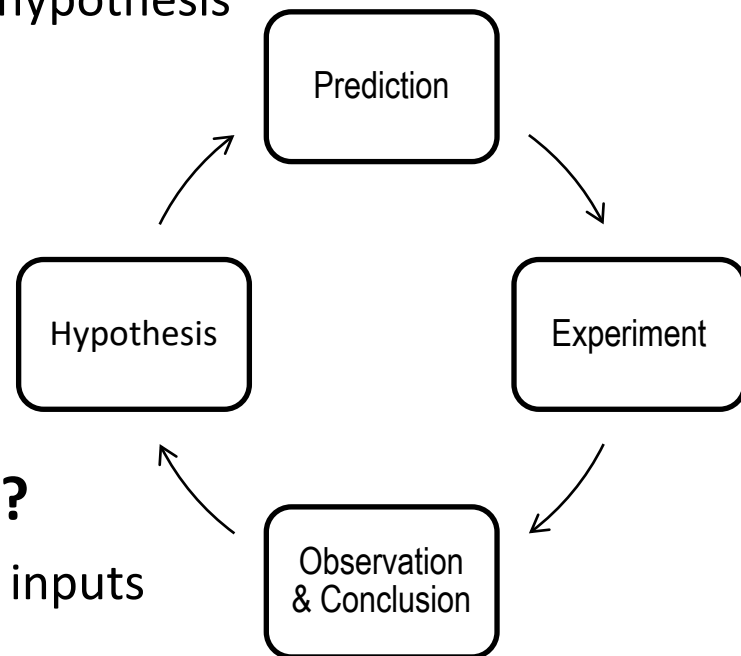 hypothesis
Prediction
Hypothesis
Experiment
?
inputs
Observation
& Conclusion